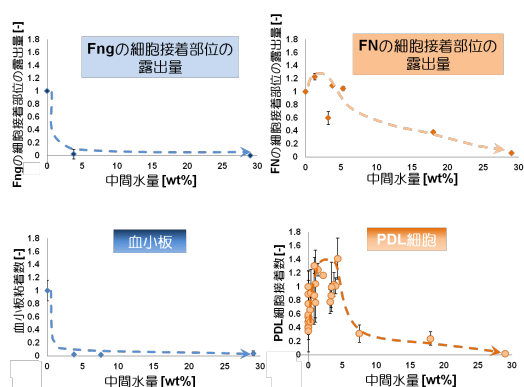 Fngの細胞接着部位の露出量[-]
1.8
1.6
1.4
1.2
1
0.8
0.6
0.4
0.2
0
Fngの細胞接着部位の
露出量
0 5 10 15 20 25 30
中間水量[wt%]
FNの細胞接着部位の露出量[-]
1.8
1.6
1.4
1.2
1
0.8
0.6
0.4
0.2
0
FNの細胞接着部位の
露出量
0 5 10 15 20 25 30
中間水量[wt%]
血小板粘着数[-]
1.8
1.6
1.4
1.2
1
0.8
0.6
0.4
0.2
0
血小板
0 5 10 15 20 25 30
中間水量[wt%]
PDL細胞接着数[-]
1.8
1.6
1.4
1.2
1
0.8
0.6
0.4
0.2
0
PDL細胞
0 5 10 15 20 25 30
中間水量[wt%]